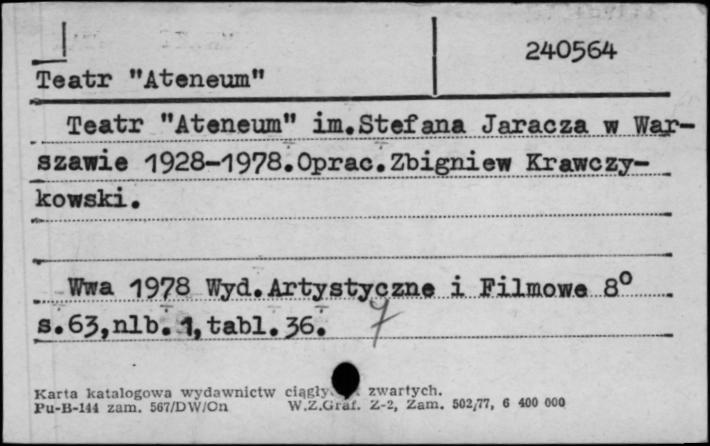 240564
Teatr "Ateneum"
Teatr "Ateneum" im.Stefana Jaracza w War-
szawie 1928-1978.Oprac.Zbigniew Krawczy-
kowski.
Wwa 1978 Wyd.Artystyczne i Filmowe 8º
s.63,nlb.1,tabl.36.
7
Karta katalogowa wydawnictw zwartych.
Pu-B-144 zam. 567/DW/On W.Z.Graf. Z-2, Zam. 502/77, 6 400 000